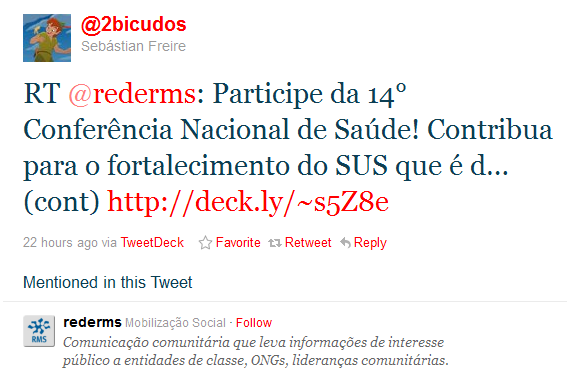 @2bicudos
Sebástian Freire
RT @rederms: Participe da 14°
Conferência Nacional de Saúde! Contribua
para o fortalecimento do SUS que é d...
(cont) http://deck.ly/~s5Z8e
22 hours ago via TweetDeck Favorite Retweet Reply
Mentioned in this Tweet
rederms Mobilização Social · Follow
RMS
Comunicação comunitária que leva informações de interesse
público a entidades de classe, ONGs, lideranças comunitárias.